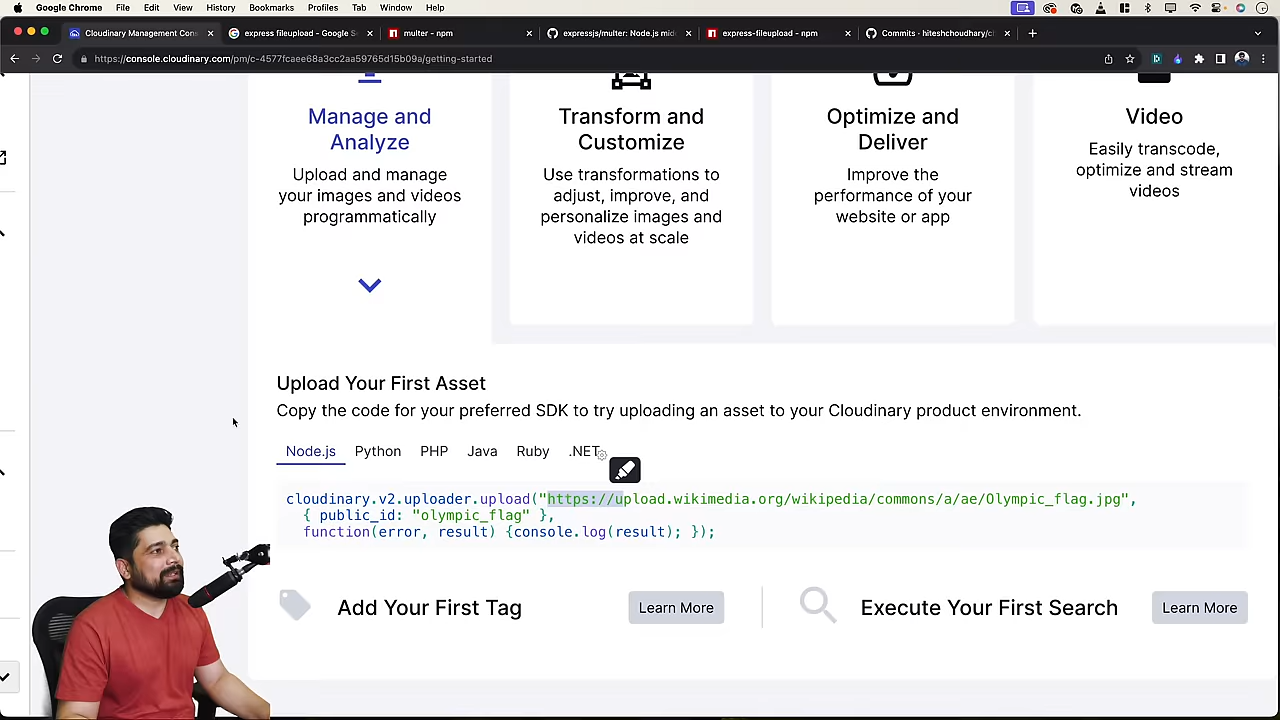 Google Chrome File Edit View History Bookmarks Profiles Tab Window Help
Cloudinary Management Cons
express fileupload - Google S
multer - npm
expressjs/multer: Node.js mid
express-fileupload - npm
Commits · hiteshchoudhary/c
https://console.cloudinary.com/pm/c-4577fcaee68a3cc2aa59765d15b09a/getting-started
Manage and
Analyze
Upload and manage
your images and videos
programmatically
Transform and
Customize
Use transformations to
adjust, improve, and
personalize images and
videos at scale
Optimize and
Deliver
Improve the
performance of your
website or app
Video
Easily transcode,
optimize and stream
videos
Upload Your First Asset
Copy the code for your preferred SDK to try uploading an asset to your Cloudinary product environment.
Node.js Python PHP Java Ruby .NET
cloudinary.v2.uploader.upload("https://upload.wikimedia.org/wikipedia/commons/a/ae/Olympic_flag.jpg",
{ public_id: "olympic_flag" },
function(error, result) {console.log(result); });
Add Your First Tag
Learn More
Execute Your First Search
Learn More